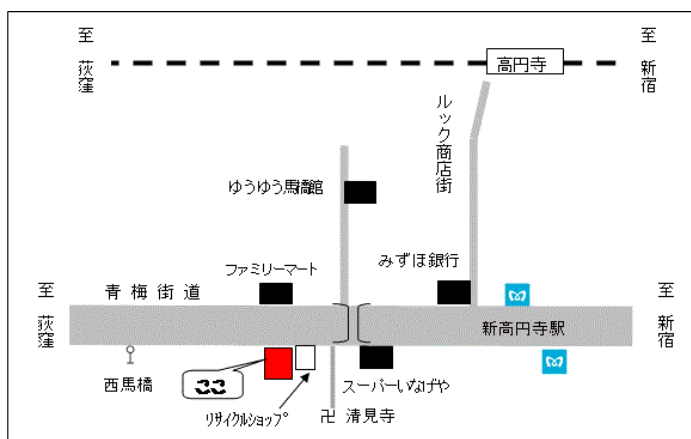 至 荻窪
高円寺
至 新宿
ルック商店街
ゆうゆう馬橋館
ファミリーマート
みずほ銀行
至 荻窪
青梅街道
至 新宿
新高円寺駅
西馬橋
ここ
リサイクルショップ
スーパーいなげや
卍 清見寺